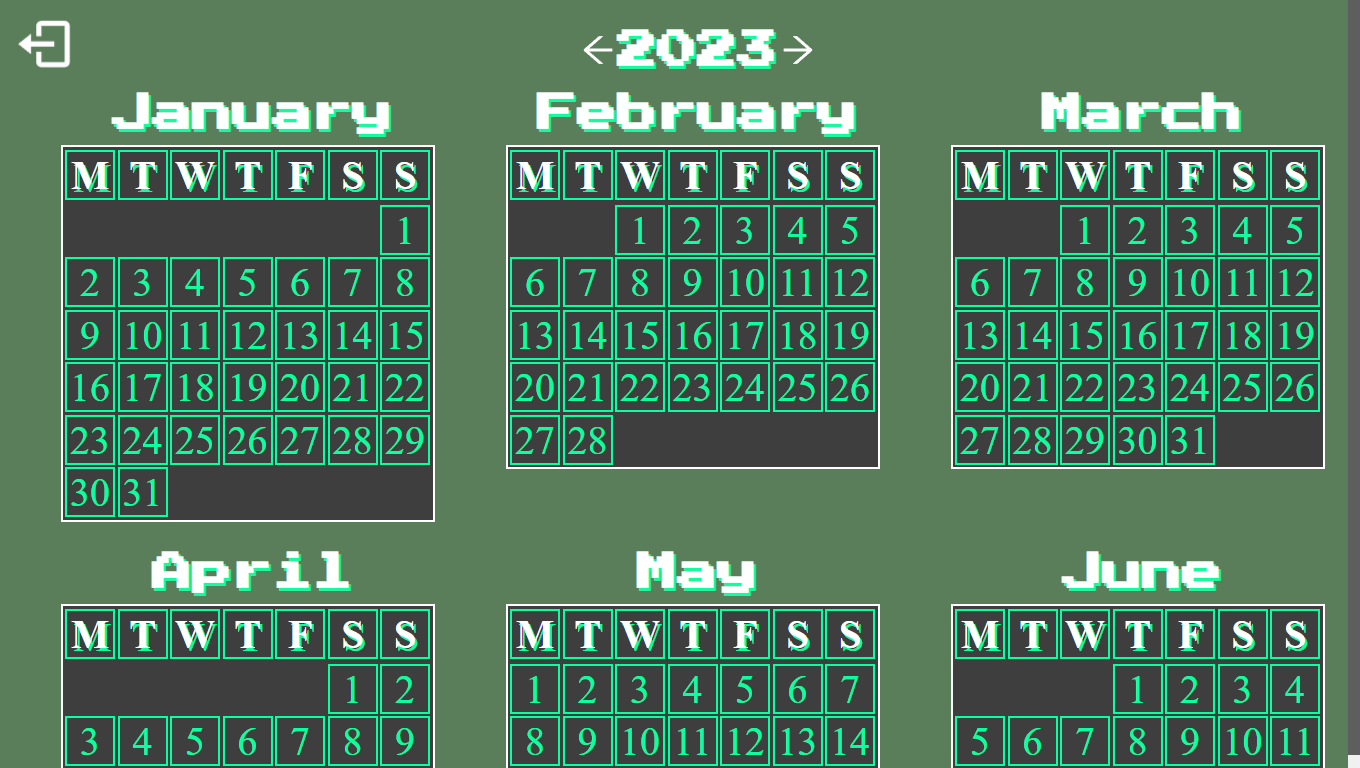 2023
January February March
M T W T F S S M T W T F S S M T W T F S S
1 1 2 3 4 5 1 2 3 4 5
2 3 4 5 6 7 8 6 7 8 9 10 11 12 6 7 8 9 10 11 12
9 10 11 12 13 14 15 13 14 15 16 17 18 19 13 14 15 16 17 18 19
16 17 18 19 20 21 22 20 21 22 23 24 25 26 20 21 22 23 24 25 26
23 24 25 26 27 28 29 27 28 27 28 29 30 31
30 31
April May June
M T W T F S S M T W T F S S M T W T F S S
1 2 1 2 3 4 5 6 7 1 2 3 4
3 4 5 6 7 8 9 8 9 10 11 12 13 14 5 6 7 8 9 10 11